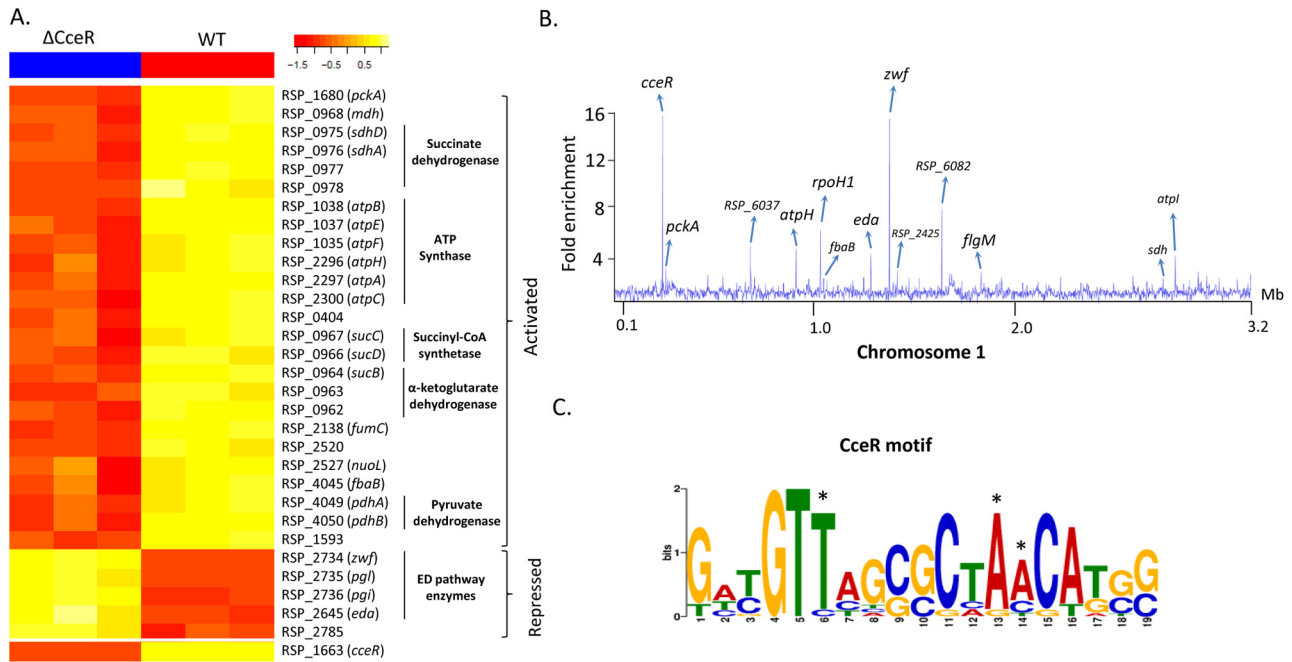 A.
ΔCceR WT
−1.5 −0.5 0.5
RSP_1680 (pckA)
RSP_0968 (mdh)
RSP_0975 (sdhD)
RSP_0976 (sdhA)
RSP_0977
RSP_0978
Succinate
dehydrogenase
RSP_1038 (atpB)
RSP_1037 (atpE)
RSP_1035 (atpF)
RSP_2296 (atpH)
RSP_2297 (atpA)
RSP_2300 (atpC)
ATP
Synthase
RSP_0404
RSP_0967 (sucC)
RSP_0966 (sucD)
Succinyl-CoA
synthetase
RSP_0964 (sucB)
RSP_0963
RSP_0962
α-ketoglutarate
dehydrogenase
RSP_2138 (fumC)
RSP_2520
RSP_2527 (nuoL)
RSP_4045 (fbaB)
RSP_4049 (pdhA)
RSP_4050 (pdhB)
Pyruvate
dehydrogenase
RSP_1593
Activated
RSP_2734 (zwf)
RSP_2735 (pgl)
RSP_2736 (pgi)
RSP_2645 (eda)
ED pathway
enzymes
RSP_2785
Repressed
RSP_1663 (cceR)
B.
Fold enrichment
16
12
8
4
cceR
pckA
RSP_6037
atpH
rpoH1
fbaB
eda
zwf
RSP_2425
RSP_6082
flgM
sdh
atpI
0.1 1.0 2.0 3.2
Mb
Chromosome 1
C.
CceR motif
bits
2
1
0
* * *
GATGTTAGCGCTAACATGG
1 2 3 4 5 6 7 8 9 10 11 12 13 14 15 16 17 18 19